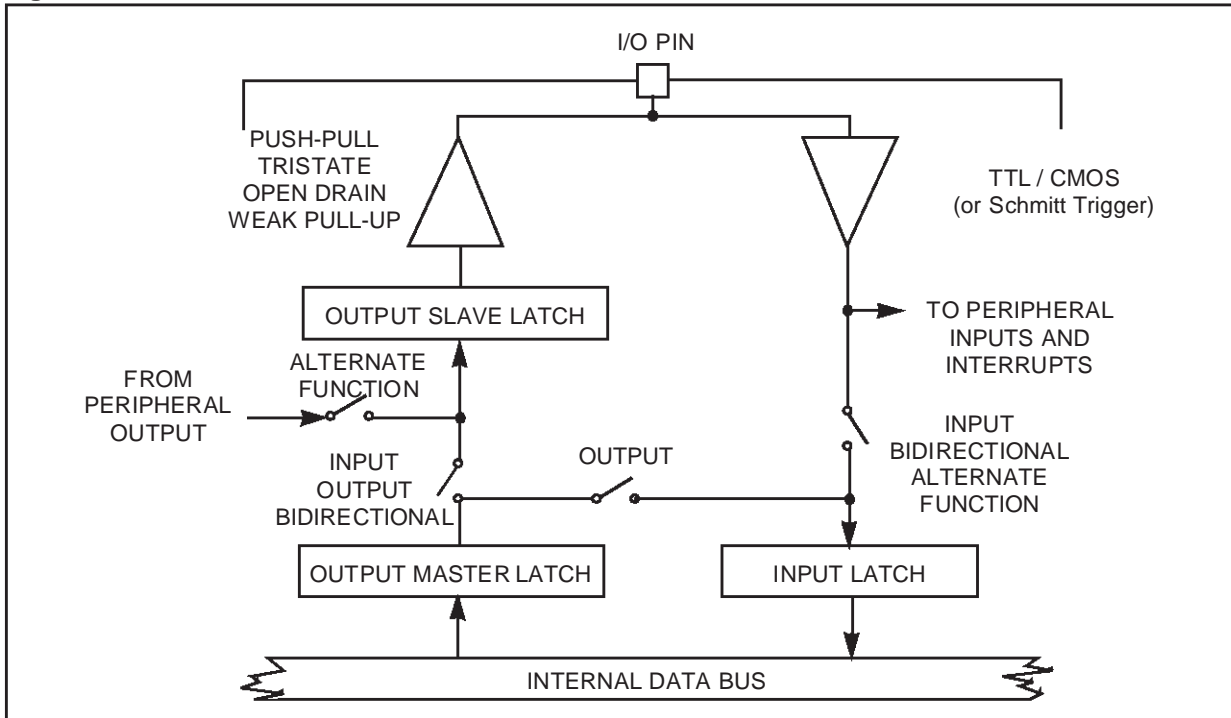 I/O PIN
PUSH-PULL
TRISTATE
OPEN DRAIN
WEAK PULL-UP
TTL / CMOS
(or Schmitt Trigger)
OUTPUT SLAVE LATCH
TO PERIPHERAL
INPUTS AND
INTERRUPTS
ALTERNATE
FUNCTION
FROM
PERIPHERAL
OUTPUT
INPUT
OUTPUT
BIDIRECTIONAL
OUTPUT
INPUT
BIDIRECTIONAL
ALTERNATE
FUNCTION
OUTPUT MASTER LATCH
INPUT LATCH
INTERNAL DATA BUS